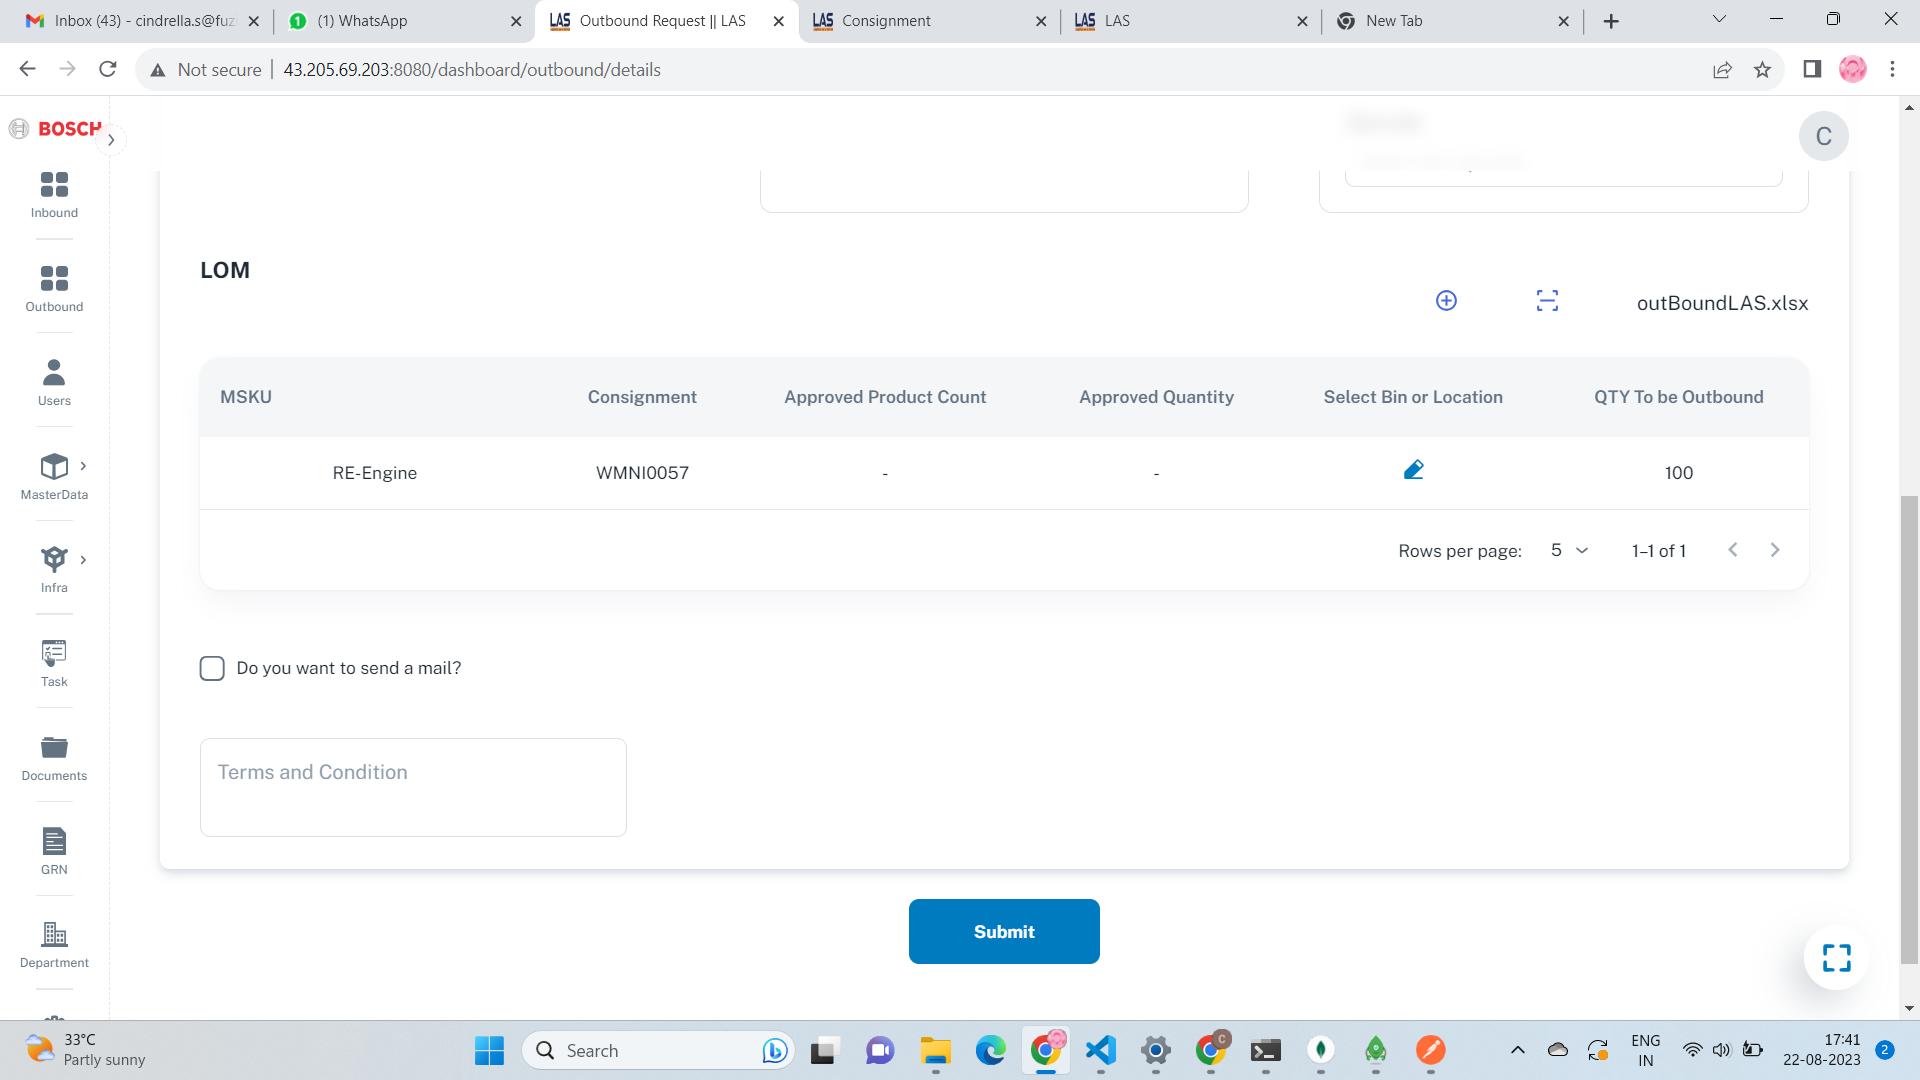 Inbox (43) - cindrella.s@fuz
(1) WhatsApp
LAS Outbound Request || LAS
LAS Consignment
LAS LAS
New Tab
Not secure
43.205.69.203:8080/dashboard/outbound/details
BOSCH
C
Inbound
Outbound
Users
MasterData
Infra
Task
Documents
GRN
Department
LOM
outBoundLAS.xlsx
MSKU Consignment Approved Product Count Approved Quantity Select Bin or Location QTY To be Outbound
RE-Engine WMNI0057 - - 100
Rows per page: 5 1–1 of 1
Do you want to send a mail?
Terms and Condition
Submit
33°C
Partly sunny
Search
C
ENG
IN
17:41
22-08-2023
2